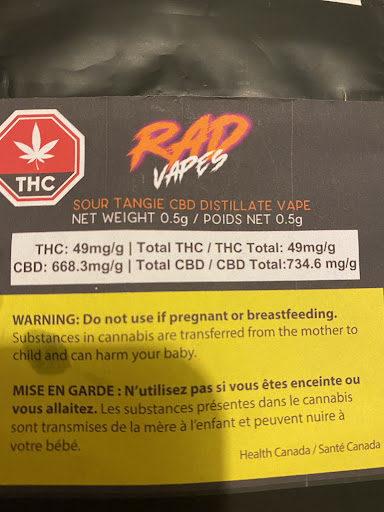 RAD
VAPES
THC
SOUR TANGIE CBD DISTILLATE VAPE
NET WEIGHT 0.5g / POIDS NET 0.5g
THC: 49mg/g | Total THC / THC Total: 49mg/g
CBD: 668.3mg/g | Total CBD / CBD Total:734.6 mg/g
WARNING: Do not use if pregnant or breastfeeding.
Substances in cannabis are transferred from the mother to
child and can harm your baby.
MISE EN GARDE : N'utilisez pas si vous êtes enceinte ou
vous allaitez. Les substances présentes dans le cannabis
sont transmises de la mère à l'enfant et peuvent nuire à
votre bébé.
Health Canada / Santé Canada